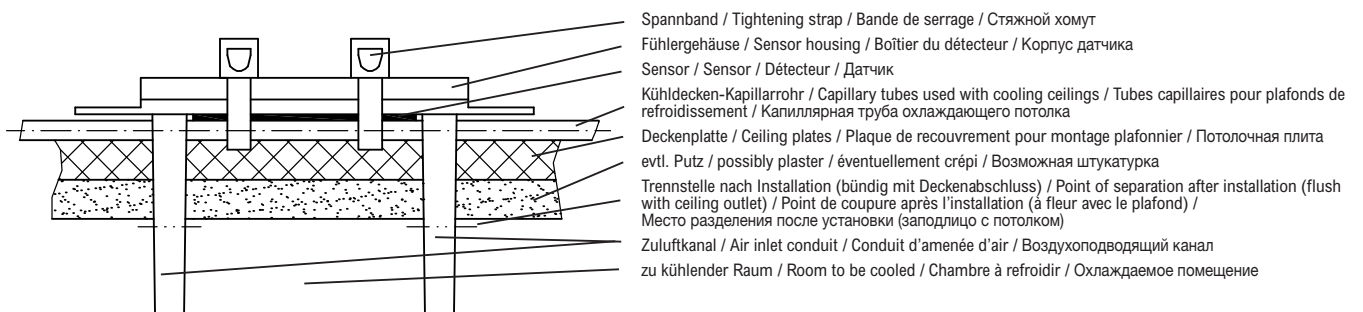 Spannband / Tightening strap / Bande de serrage / Стяжной хомут
Fühlergehäuse / Sensor housing / Boîtier du détecteur / Корпус датчика
Sensor / Sensor / Détecteur / Датчик
Kühldecken-Kapillarrohr / Capillary tubes used with cooling ceilings / Tubes capillaires pour plafonds de
refroidissement / Капиллярная труба охлаждающего потолка
Deckenplatte / Ceiling plates / Plaque de recouvrement pour montage plafonnier / Потолочная плита
evtl. Putz / possibly plaster / éventuellement crépi / Возможная штукатурка
Trennstelle nach Installation (bündig mit Deckenabschluss) / Point of separation after installation (flush
with ceiling outlet) / Point de coupure après l'installation (à fleur avec le plafond) /
Место разделения после установки (заподлицо с потолком)
Zuluftkanal / Air inlet conduit / Conduit d'amenée d'air / Воздухоподводящий канал
zu kühlender Raum / Room to be cooled / Chambre à refroidir / Охлаждаемое помещение